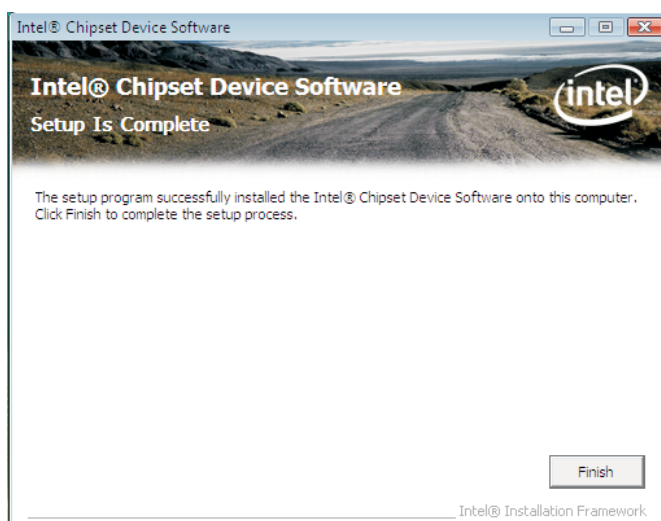 Intel® Chipset Device Software
Intel® Chipset Device Software
Setup Is Complete
intel
The setup program successfully installed the Intel® Chipset Device Software onto this computer.
Click Finish to complete the setup process.
Finish
Intel® Installation Framework